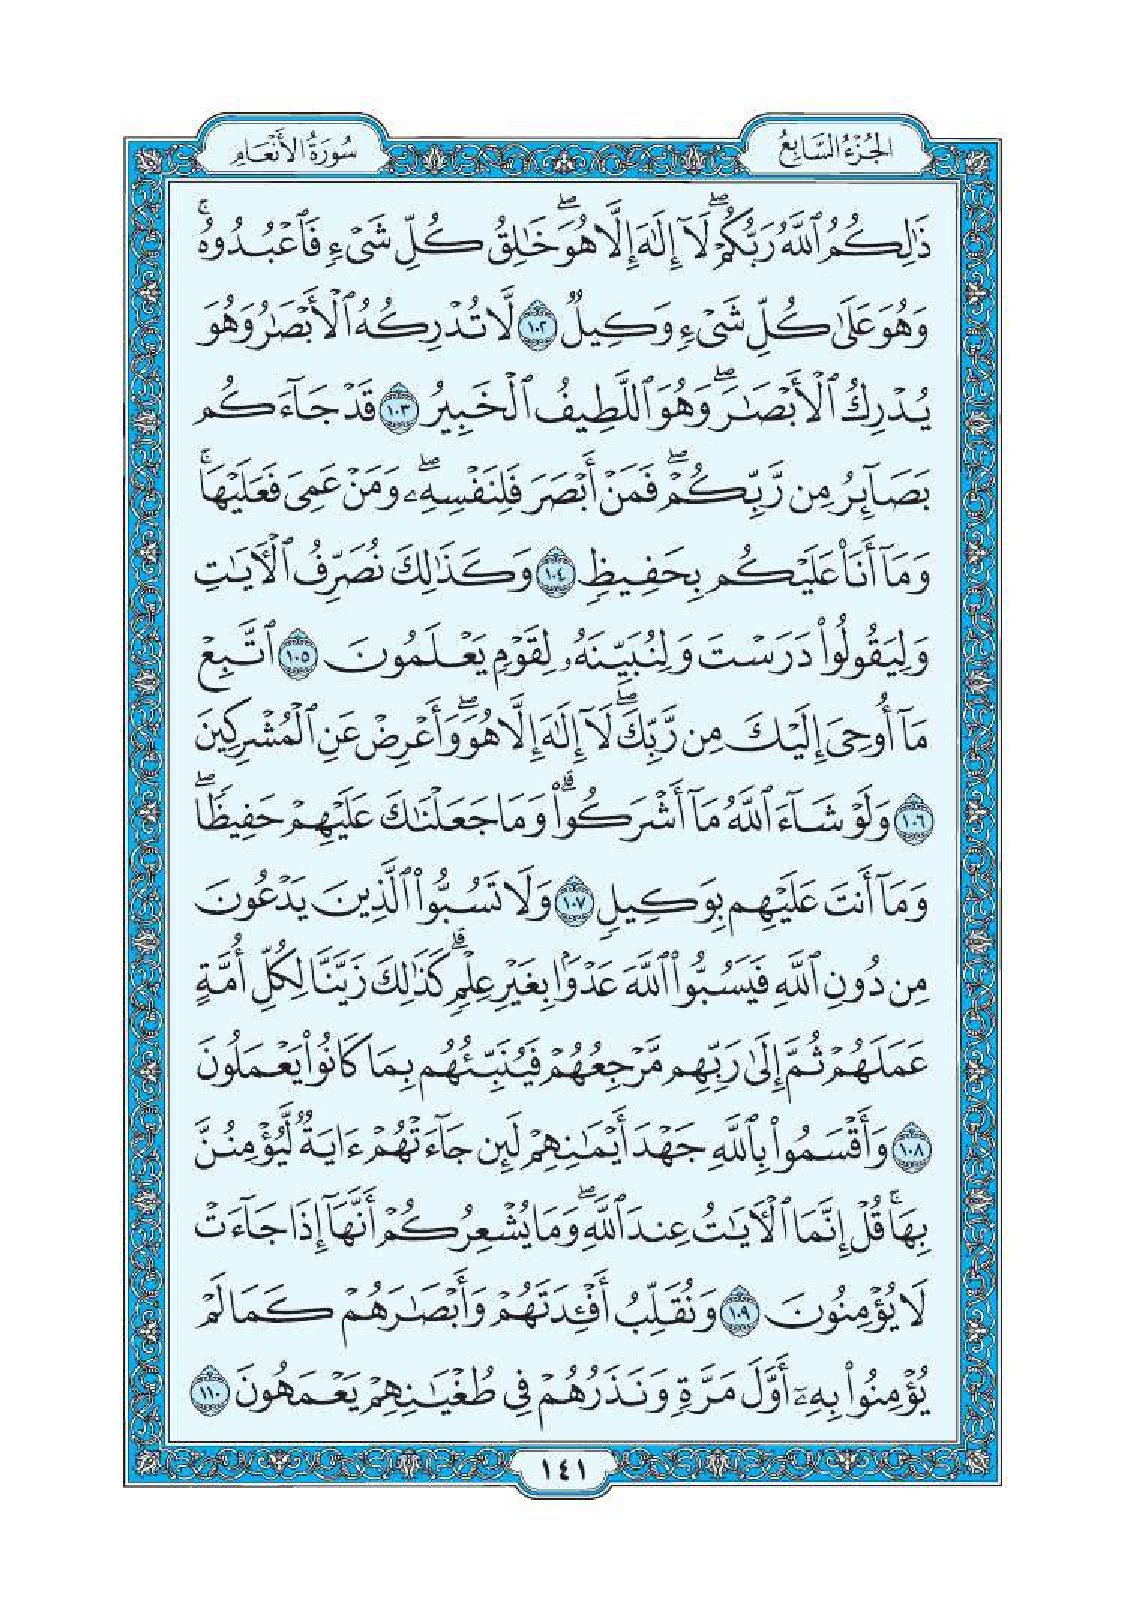 الجُزْءُ السَّابِعُ
سُورَةُ الأَنْعَامِ
ذَٰلِكُمُ ٱللَّهُ رَبُّكُمْۖ لَآ إِلَٰهَ إِلَّا هُوَۖ خَٰلِقُ كُلِّ شَىْءٍ فَٱعْبُدُوهُۚ
وَهُوَ عَلَىٰ كُلِّ شَىْءٍ وَكِيلٌ ١٠٢ لَّا تُدْرِكُهُ ٱلْأَبْصَٰرُ وَهُوَ
يُدْرِكُ ٱلْأَبْصَٰرَۖ وَهُوَ ٱللَّطِيفُ ٱلْخَبِيرُ ١٠٣ قَدْ جَآءَكُم
بَصَآئِرُ مِن رَّبِّكُمْۖ فَمَنْ أَبْصَرَ فَلِنَفْسِهِۦۖ وَمَنْ عَمِىَ فَعَلَيْهَاۚ
وَمَآ أَنَا۠ عَلَيْكُم بِحَفِيظٍ ١٠٤ وَكَذَٰلِكَ نُصَرِّفُ ٱلْأَيَٰتِ
وَلِيَقُولُوا۟ دَرَسْتَ وَلِنُبَيِّنَهُۥ لِقَوْمٍ يَعْلَمُونَ ١٠٥ ٱتَّبِعْ
مَآ أُوحِىَ إِلَيْكَ مِن رَّبِّكَۖ لَآ إِلَٰهَ إِلَّا هُوَۖ وَأَعْرِضْ عَنِ ٱلْمُشْرِكِينَ
١٠٦ وَلَوْ شَآءَ ٱللَّهُ مَآ أَشْرَكُوا۟ۗ وَمَا جَعَلْنَٰكَ عَلَيْهِمْ حَفِيظًاۖ
وَمَآ أَنتَ عَلَيْهِم بِوَكِيلٍ ١٠٧ وَلَا تَسُبُّوا۟ ٱلَّذِينَ يَدْعُونَ
مِن دُونِ ٱللَّهِ فَيَسُبُّوا۟ ٱللَّهَ عَدْوًۢا بِغَيْرِ عِلْمٍۗ كَذَٰلِكَ زَيَّنَّا لِكُلِّ أُمَّةٍ
عَمَلَهُمْ ثُمَّ إِلَىٰ رَبِّهِم مَّرْجِعُهُمْ فَيُنَبِّئُهُم بِمَا كَانُوا۟ يَعْمَلُونَ
١٠٨ وَأَقْسَمُوا۟ بِٱللَّهِ جَهْدَ أَيْمَٰنِهِمْ لَئِن جَآءَتْهُمْ ءَايَةٌ لَّيُؤْمِنُنَّ
بِهَاۚ قُلْ إِنَّمَا ٱلْأَيَٰتُ عِندَ ٱللَّهِۖ وَمَا يُشْعِرُكُمْ أَنَّهَآ إِذَا جَآءَتْ
لَا يُؤْمِنُونَ ١٠٩ وَنُقَلِّبُ أَفْـِٔدَتَهُمْ وَأَبْصَٰرَهُمْ كَمَا لَمْ
يُؤْمِنُوا۟ بِهِۦٓ أَوَّلَ مَرَّةٍ وَنَذَرُهُمْ فِى طُغْيَٰنِهِمْ يَعْمَهُونَ ١١٠
١٤١